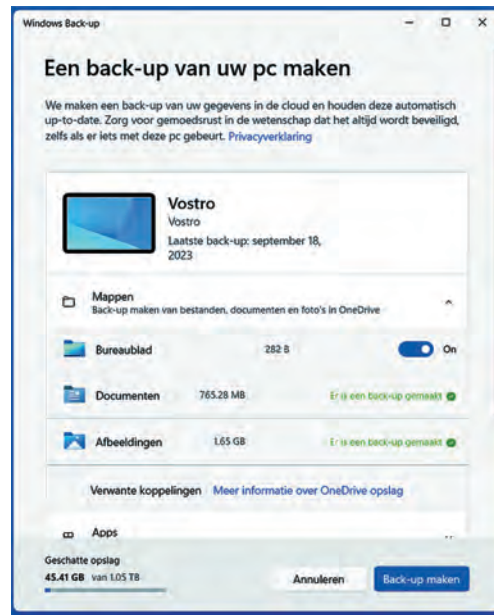 Windows Back-up
Een back-up van uw pc maken
We maken een back-up van uw gegevens in de cloud en houden deze automatisch
up-to-date. Zorg voor gemoedsrust in de wetenschap dat het altijd wordt beveiligd,
zelfs als er iets met deze pc gebeurt. Privacyverklaring
Vostro
Vostro
Laatste back-up: september 18,
2023
Mappen
Back-up maken van bestanden, documenten en foto's in OneDrive
Bureaublad 282 B On
Documenten 765.28 MB Er is een back-up gemaakt
Afbeeldingen 1.65 GB Er is een back-up gemaakt
Verwante koppelingen Meer informatie over OneDrive opslag
Apps
Geschatte opslag
45.41 GB van 1.05 TB
Annuleren Back-up maken